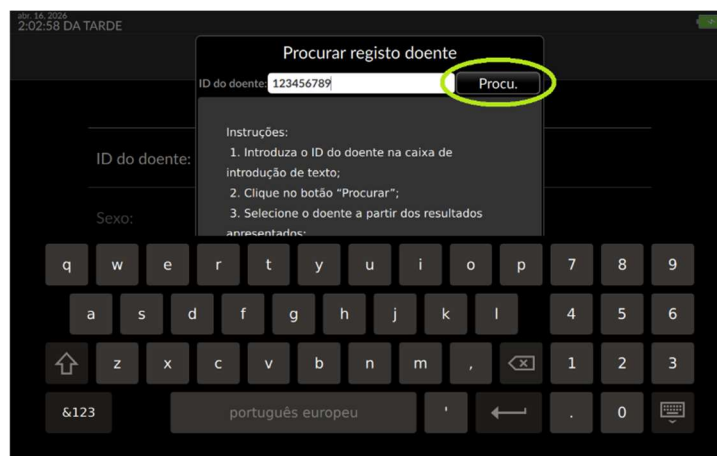 abr. 16, 2026
2:02:58 DA TARDE
Procurar registo doente
ID do doente: 123456789 Procu.
Instruções:
1. Introduza o ID do doente na caixa de
introdução de texto;
2. Clique no botão “Procurar”;
3. Selecione o doente a partir dos resultados
apresentados;
ID do doente:
Sexo:
q w e r t y u i o p 7 8 9
a s d f g h j k l 4 5 6
z x c v b n m , 1 2 3
&123 português europeu ' . 0